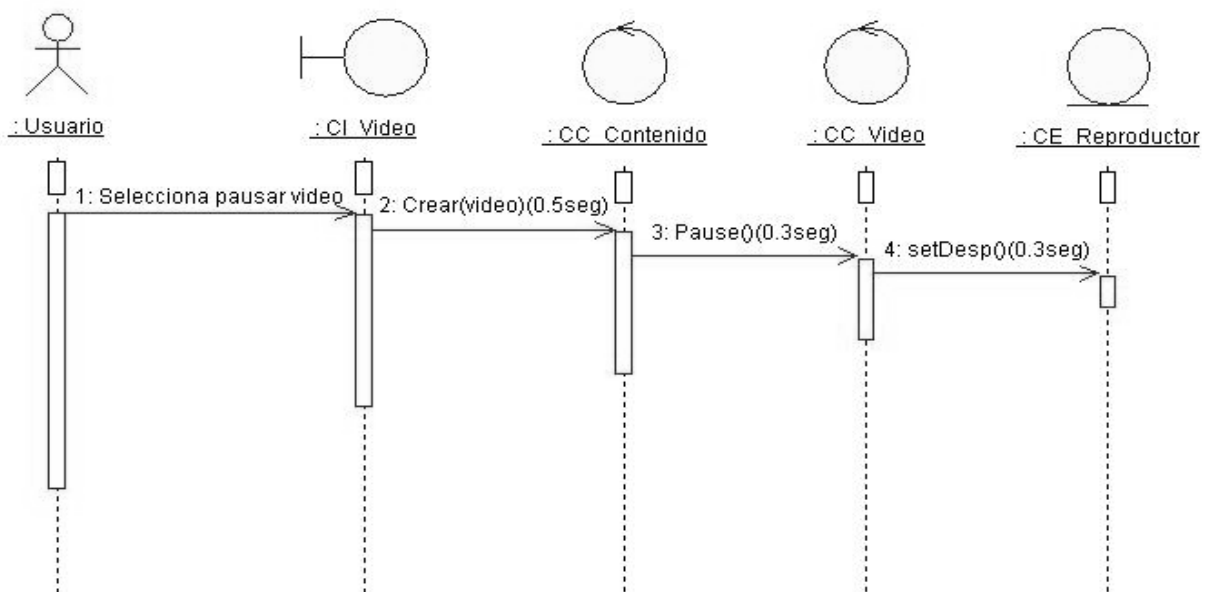 : Usuario
: CI_Video
: CC_Contenido
: CC_Video
: CE_Reproductor
1: Selecciona pausar video
2: Crear(video)(0.5seg)
3: Pause()(0.3seg)
4: setDesp()(0.3seg)